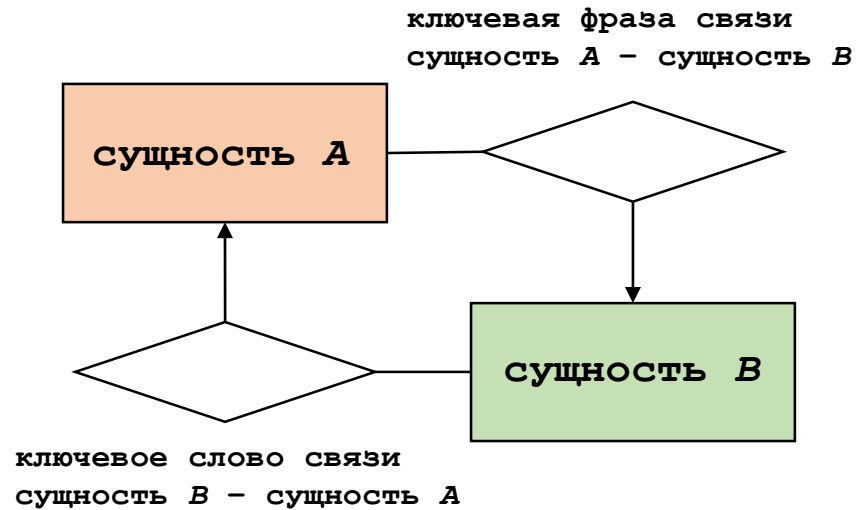 ключевая фраза связи
сущность A – сущность B
сущность A
сущность B
ключевое слово связи
сущность B – сущность A